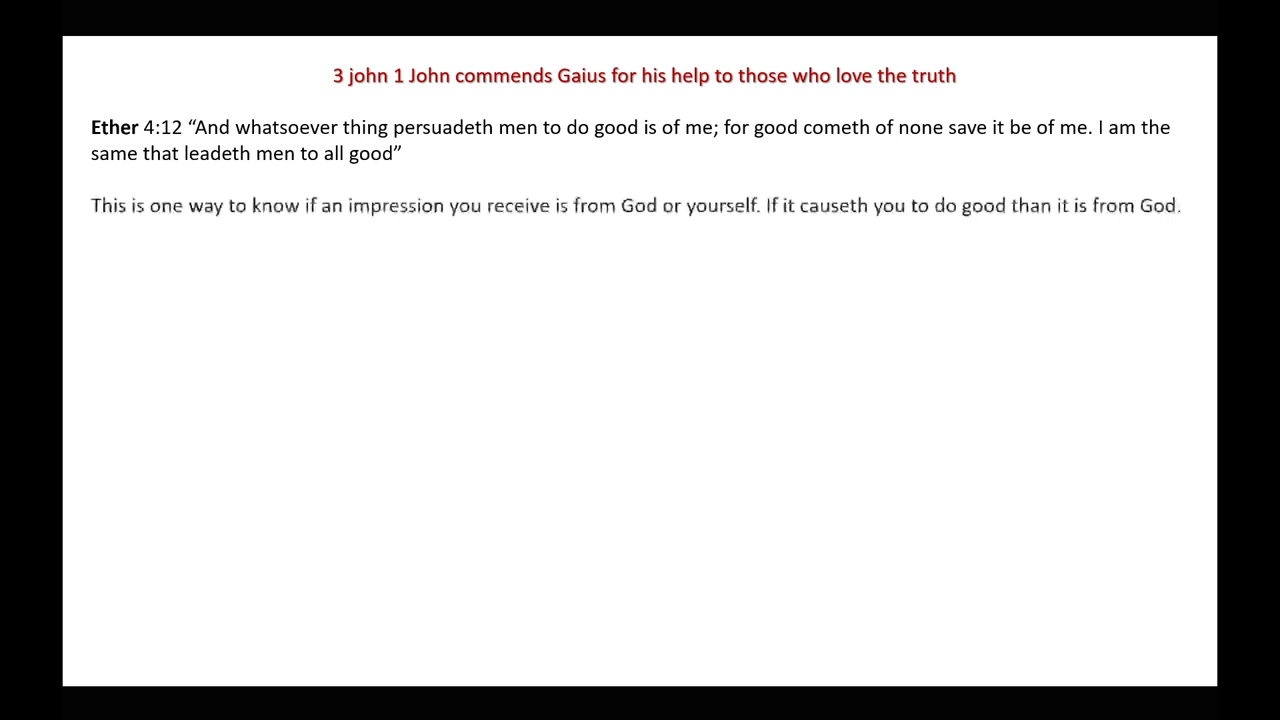 3 john 1 John commends Gaius for his help to those who love the truth
Ether 4:12 “And whatsoever thing persuadeth men to do good is of me; for good cometh of none save it be of me. I am the
same that leadeth men to all good”
This is one way to know if an impression you receive is from God or yourself. If it causeth you to do good than it is from God.